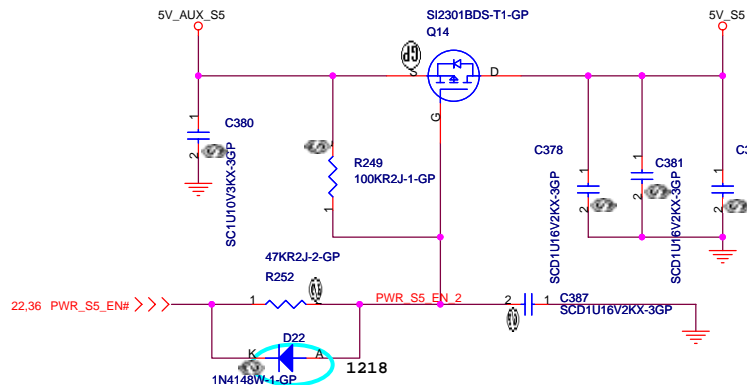 SI2301BDS-T1-GP
5V_AUX_S5
Q14
5V_S5
S
D
G
1
C380
2
SC1U10V3KX-3GP
R249
100KR2J-1-GP
1
C378
1
2
SCD1U16V2KX-3GP
C381
1
2
SCD1U16V2KX-3GP
1
2
47KR2J-2-GP
R252
22,36 PWR_S5_EN#
1
PWR_S5_EN_2
2
1
C387
SCD1U16V2KX-3GP
D22
K
A
1218
1N4148W-1-GP